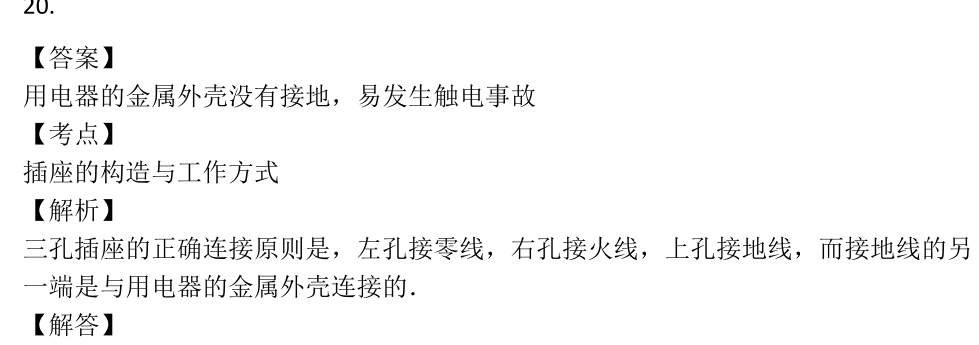 20.
【答案】
用电器的金属外壳没有接地，易发生触电事故
【考点】
插座的构造与工作方式
【解析】
三孔插座的正确连接原则是，左孔接零线，右孔接火线，上孔接地线，而接地线的另
一端是与用电器的金属外壳连接的．
【解答】